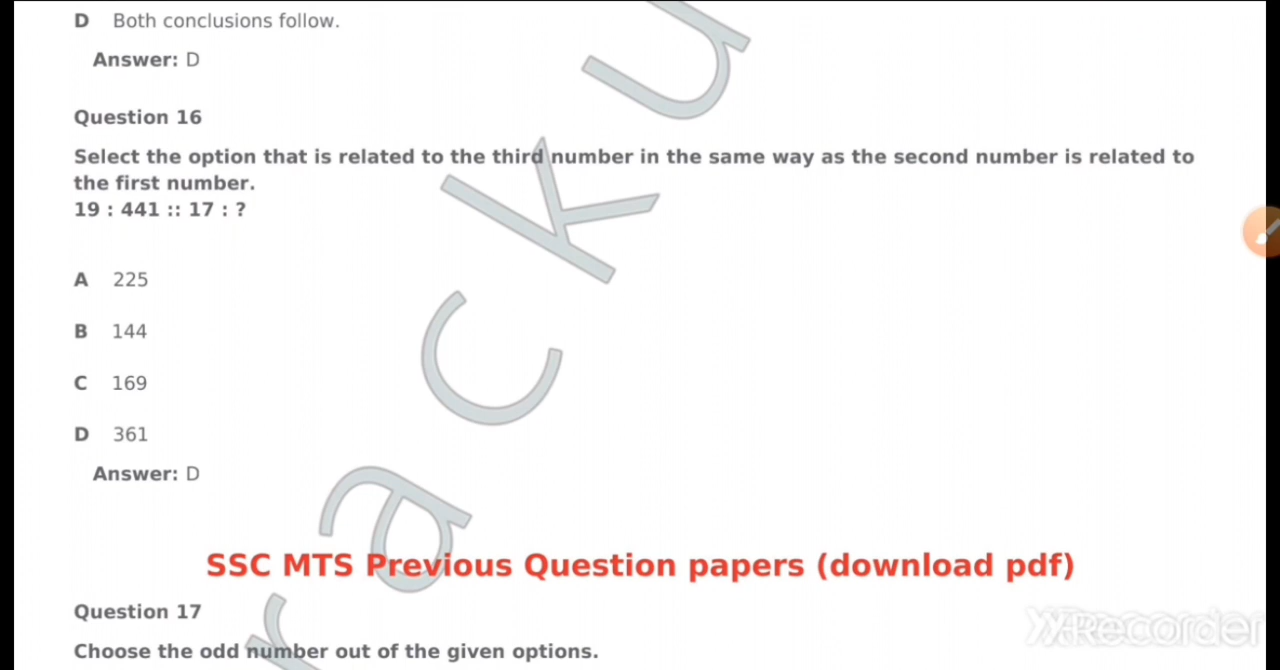 D Both conclusions follow.
Answer: D
Question 16
Select the option that is related to the third number in the same way as the second number is related to
the first number.
19 : 441 :: 17 : ?
A 225
B 144
C 169
D 361
Answer: D
SSC MTS Previous Question papers (download pdf)
Question 17
Choose the odd number out of the given options.
r a c k u
Recorder